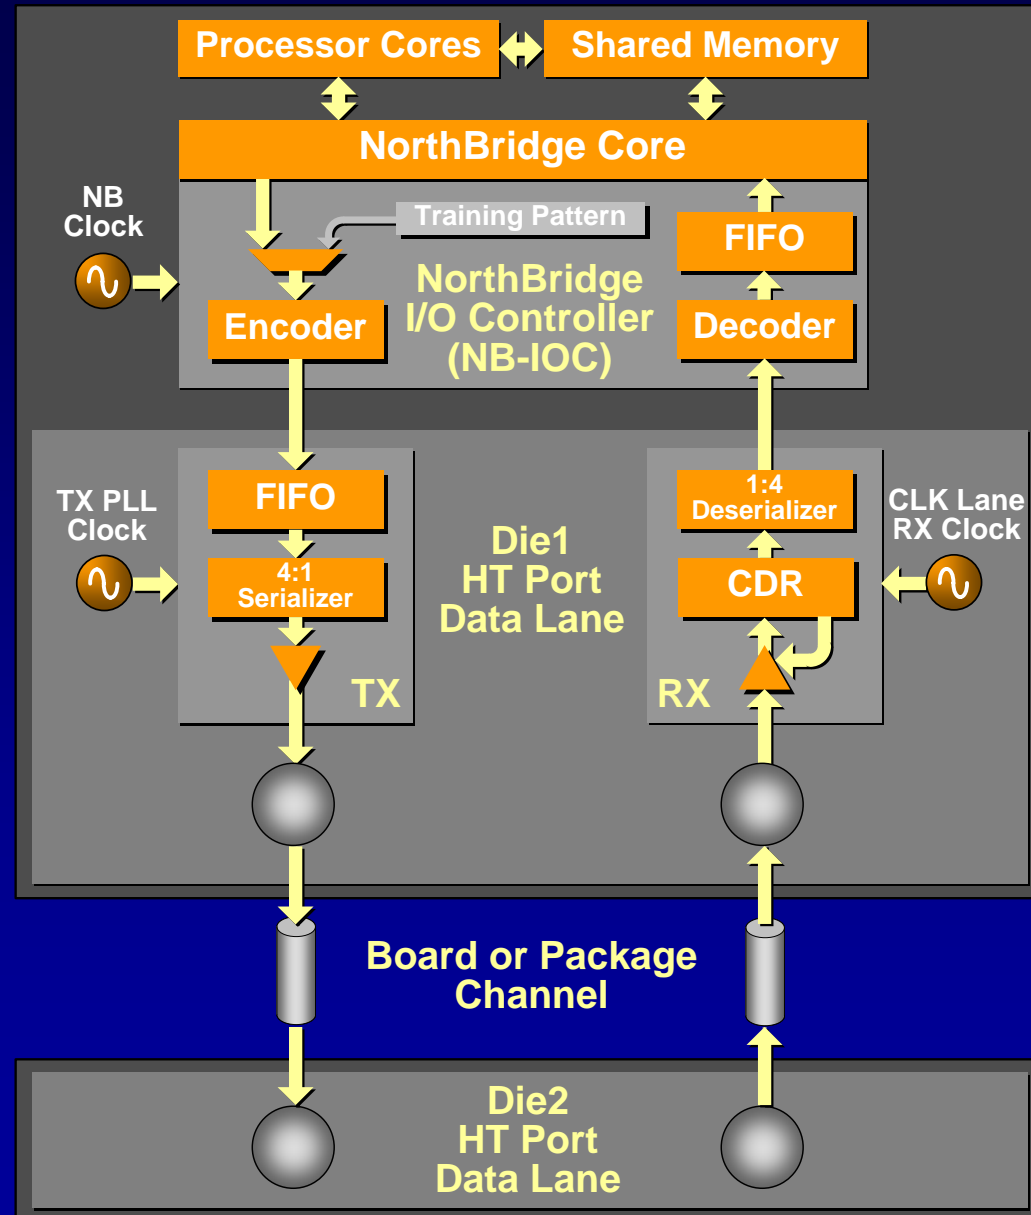 Processor Cores
Shared Memory
NorthBridge Core
NB
Clock
Training Pattern
FIFO
NorthBridge
I/O Controller
(NB-IOC)
Encoder
Decoder
TX PLL
Clock
FIFO
4:1
Serializer
TX
Die1
HT Port
Data Lane
1:4
Deserializer
CDR
RX
CLK Lane
RX Clock
Board or Package
Channel
Die2
HT Port
Data Lane